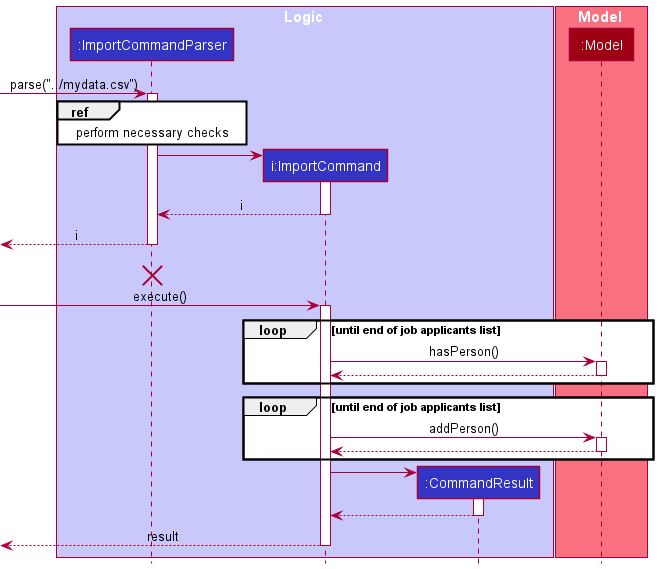 Logic
Model
:ImportCommandParser
:Model
parse("../mydata.csv")
ref
perform necessary checks
i:ImportCommand
i
i
execute()
loop
[until end of job applicants list]
hasPerson()
loop
[until end of job applicants list]
addPerson()
:CommandResult
result